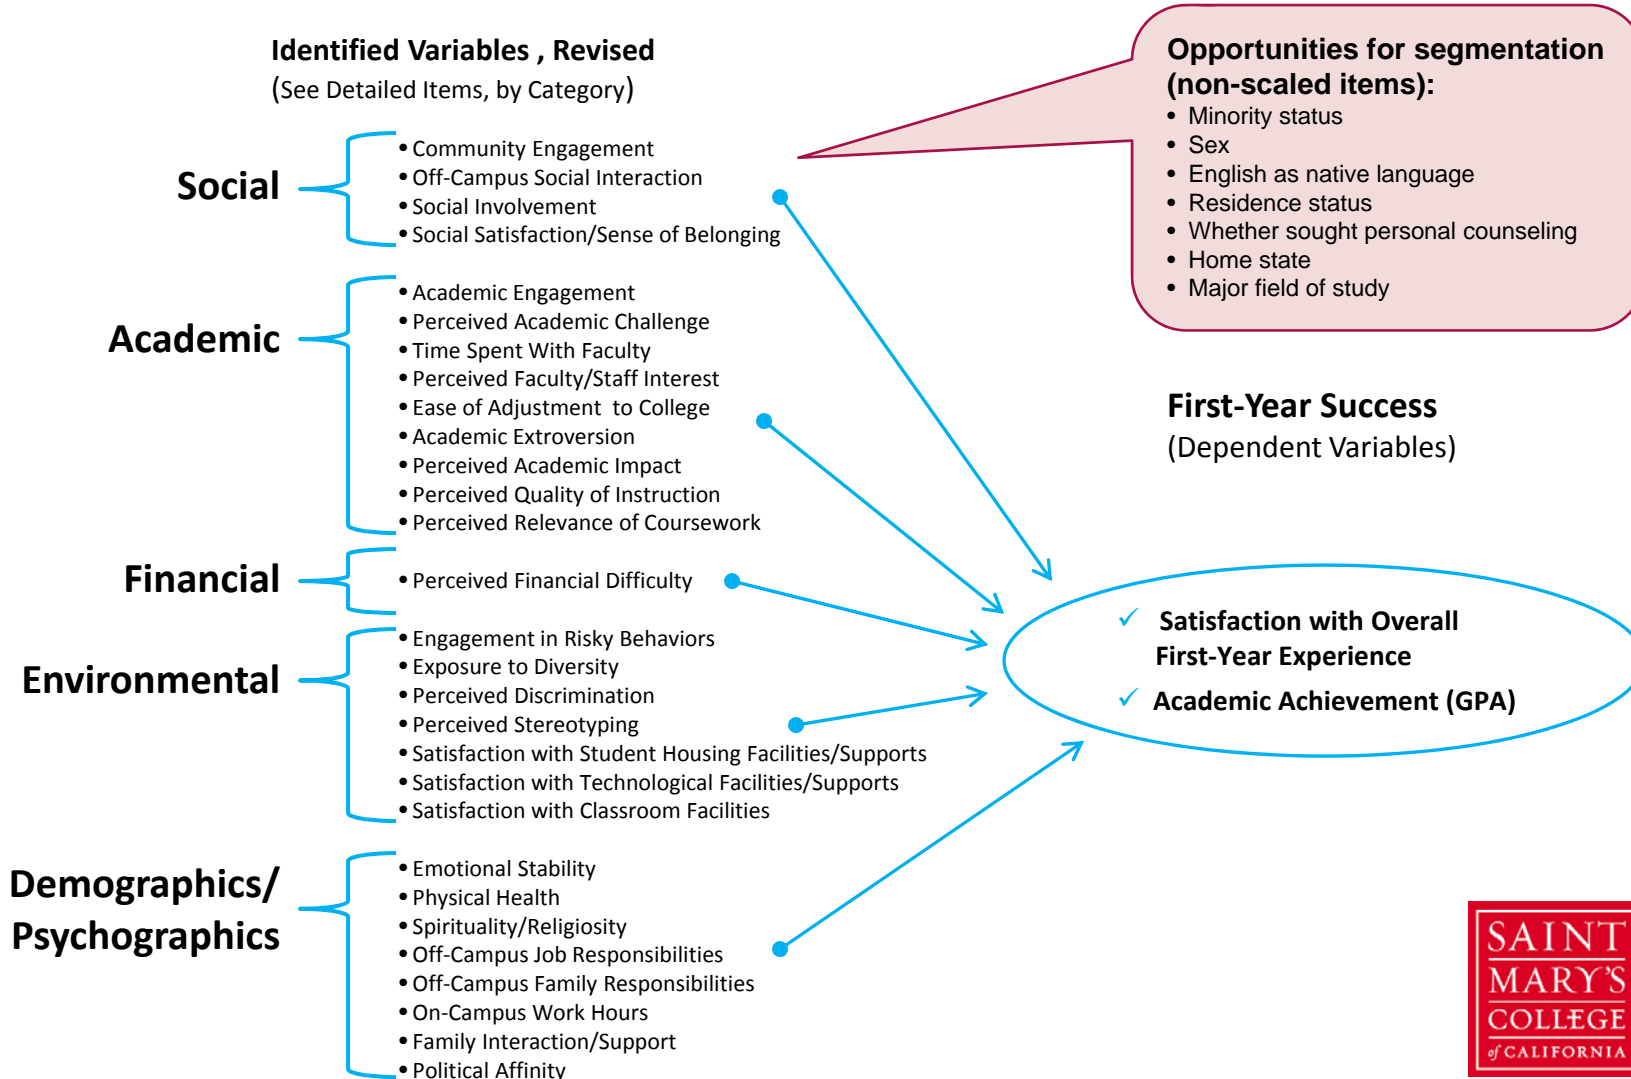 Identified Variables , Revised
(See Detailed Items, by Category)
Social
• Community Engagement
• Off-Campus Social Interaction
• Social Involvement
• Social Satisfaction/Sense of Belonging
Academic
• Academic Engagement
• Perceived Academic Challenge
• Time Spent With Faculty
• Perceived Faculty/Staff Interest
• Ease of Adjustment to College
• Academic Extroversion
• Perceived Academic Impact
• Perceived Quality of Instruction
• Perceived Relevance of Coursework
Financial
• Perceived Financial Difficulty
Environmental
• Engagement in Risky Behaviors
• Exposure to Diversity
• Perceived Discrimination
• Perceived Stereotyping
• Satisfaction with Student Housing Facilities/Supports
• Satisfaction with Technological Facilities/Supports
• Satisfaction with Classroom Facilities
Demographics/
Psychographics
• Emotional Stability
• Physical Health
• Spirituality/Religiosity
• Off-Campus Job Responsibilities
• Off-Campus Family Responsibilities
• On-Campus Work Hours
• Family Interaction/Support
• Political Affinity
Opportunities for segmentation
(non-scaled items):
• Minority status
• Sex
• English as native language
• Residence status
• Whether sought personal counseling
• Home state
• Major field of study
First-Year Success
(Dependent Variables)
✓ Satisfaction with Overall
First-Year Experience
✓ Academic Achievement (GPA)
SAINT
MARY'S
COLLEGE
of CALIFORNIA